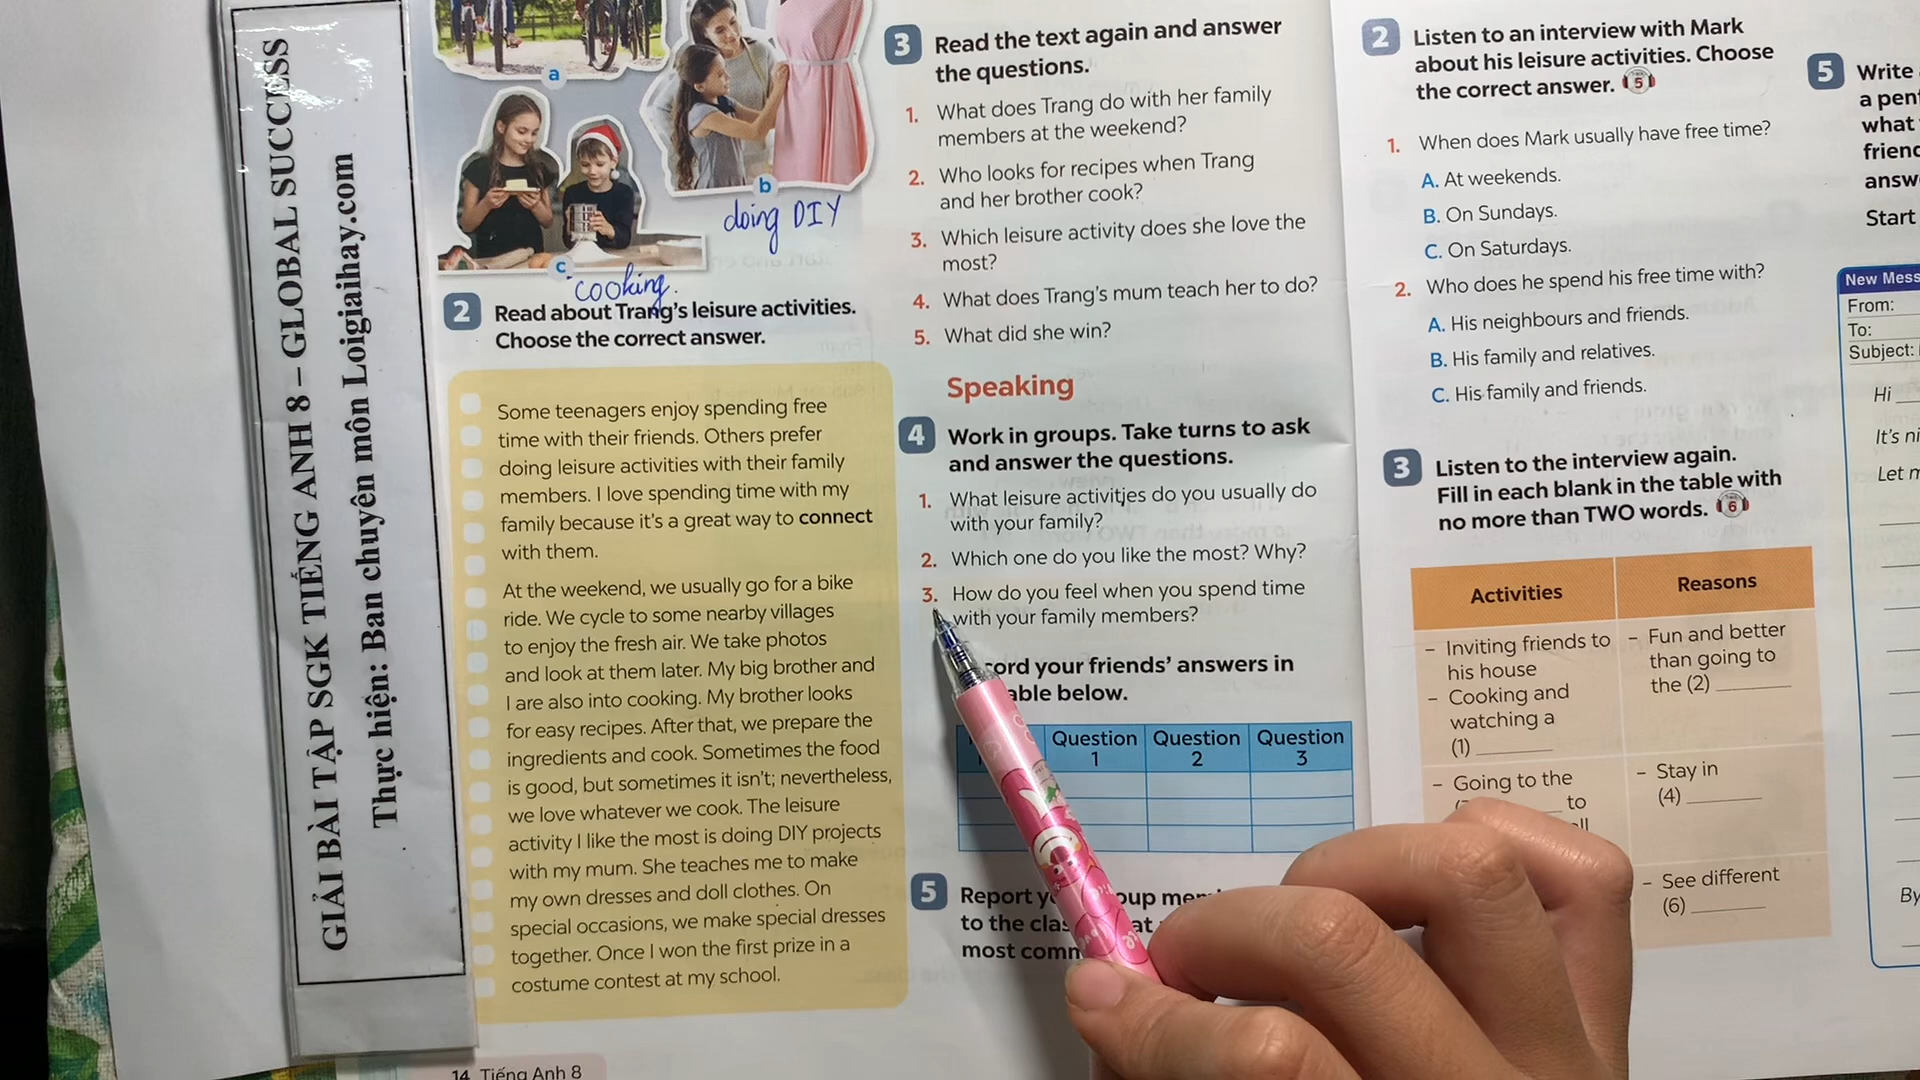 GIẢI BÀI TẬP SGK TIẾNG ANH 8 – GLOBAL SUCCESS
Thực hiện: Ban chuyên môn Loigiaihay.com
a
b
doing DIY
c
cooking.
2 Read about Trang's leisure activities.
Choose the correct answer.
Some teenagers enjoy spending free
time with their friends. Others prefer
doing leisure activities with their family
members. I love spending time with my
family because it's a great way to connect
with them.
At the weekend, we usually go for a bike
ride. We cycle to some nearby villages
to enjoy the fresh air. We take photos
and look at them later. My big brother and
I are also into cooking. My brother looks
for easy recipes. After that, we prepare the
ingredients and cook. Sometimes the food
is good, but sometimes it isn't; nevertheless,
we love whatever we cook. The leisure
activity I like the most is doing DIY projects
with my mum. She teaches me to make
my own dresses and doll clothes. On
special occasions, we make special dresses
together. Once I won the first prize in a
costume contest at my school.
14 Tiếng Anh 8
3 Read the text again and answer
the questions.
1. What does Trang do with her family
members at the weekend?
2. Who looks for recipes when Trang
and her brother cook?
3. Which leisure activity does she love the
most?
4. What does Trang's mum teach her to do?
5. What did she win?
Speaking
4 Work in groups. Take turns to ask
and answer the questions.
1. What leisure activities do you usually do
with your family?
2. Which one do you like the most? Why?
3. How do you feel when you spend time
with your family members?
cord your friends' answers in
able below.
Question 1
Question 2
Question 3
5 Report y oup mem
to the clas at
most comm
2 Listen to an interview with Mark
about his leisure activities. Choose
the correct answer. 5
1. When does Mark usually have free time?
A. At weekends.
B. On Sundays.
C. On Saturdays.
2. Who does he spend his free time with?
A. His neighbours and friends.
B. His family and relatives.
C. His family and friends.
3 Listen to the interview again.
Fill in each blank in the table with
no more than TWO words. 6
Activities
Reasons
– Inviting friends to
his house
– Cooking and
watching a
(1) ________
– Fun and better
than going to
the (2) ________
– Going to the
________ to
all
– Stay in
(4) ________
– See different
(6) ________
5 Write
a pen
what
frienc
answ
Start
New Mess
From:
To:
Subject:
Hi
It's ni
Let m
By